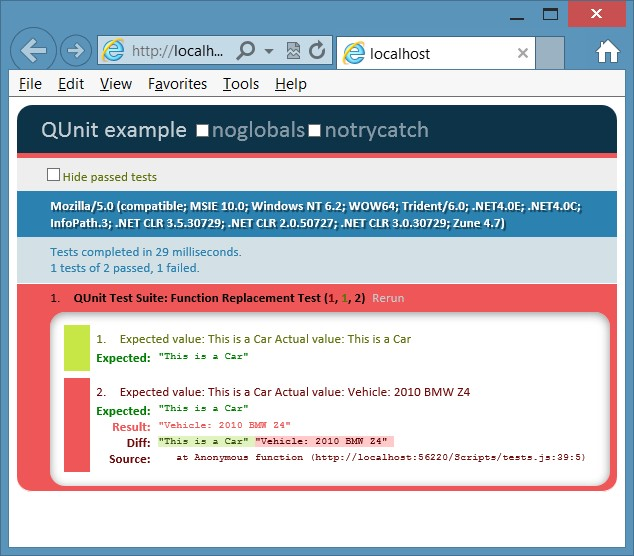 http://localh...
localhost
File Edit View Favorites Tools Help
QUnit example noglobals notrycatch
Hide passed tests
Mozilla/5.0 (compatible; MSIE 10.0; Windows NT 6.2; WOW64; Trident/6.0; .NET4.0E; .NET4.0C;
InfoPath.3; .NET CLR 3.5.30729; .NET CLR 2.0.50727; .NET CLR 3.0.30729; Zune 4.7)
Tests completed in 29 milliseconds.
1 tests of 2 passed, 1 failed.
1. QUnit Test Suite: Function Replacement Test (1, 1, 2) Rerun
1. Expected value: This is a Car Actual value: This is a Car
Expected: "This is a Car"
2. Expected value: This is a Car Actual value: Vehicle: 2010 BMW Z4
Expected: "This is a Car"
Result: "Vehicle: 2010 BMW Z4"
Diff: "This is a Car" "Vehicle: 2010 BMW Z4"
Source: at Anonymous function (http://localhost:56220/Scripts/tests.js:39:5)